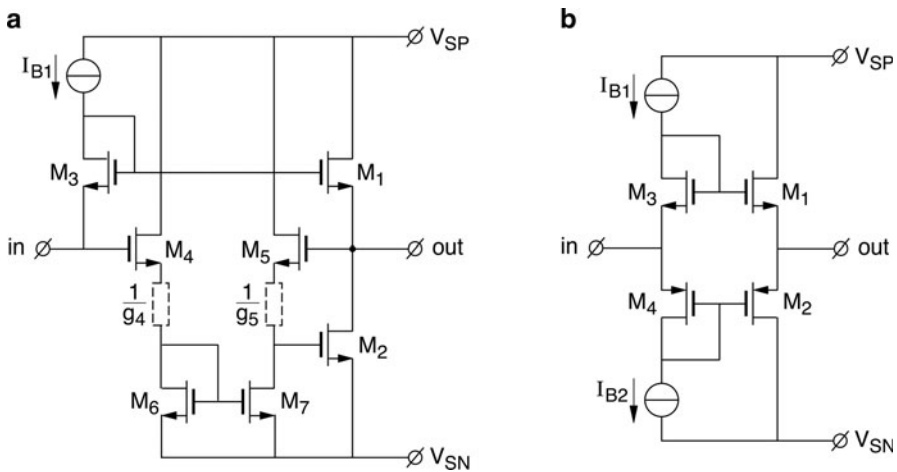 a
V_SP
I_B1
M_3
M_1
in
M_4
M_5
out
1/g_4
1/g_5
M_2
M_6
M_7
V_SN
b
V_SP
I_B1
M_3
M_1
in
out
M_4
M_2
I_B2
V_SN